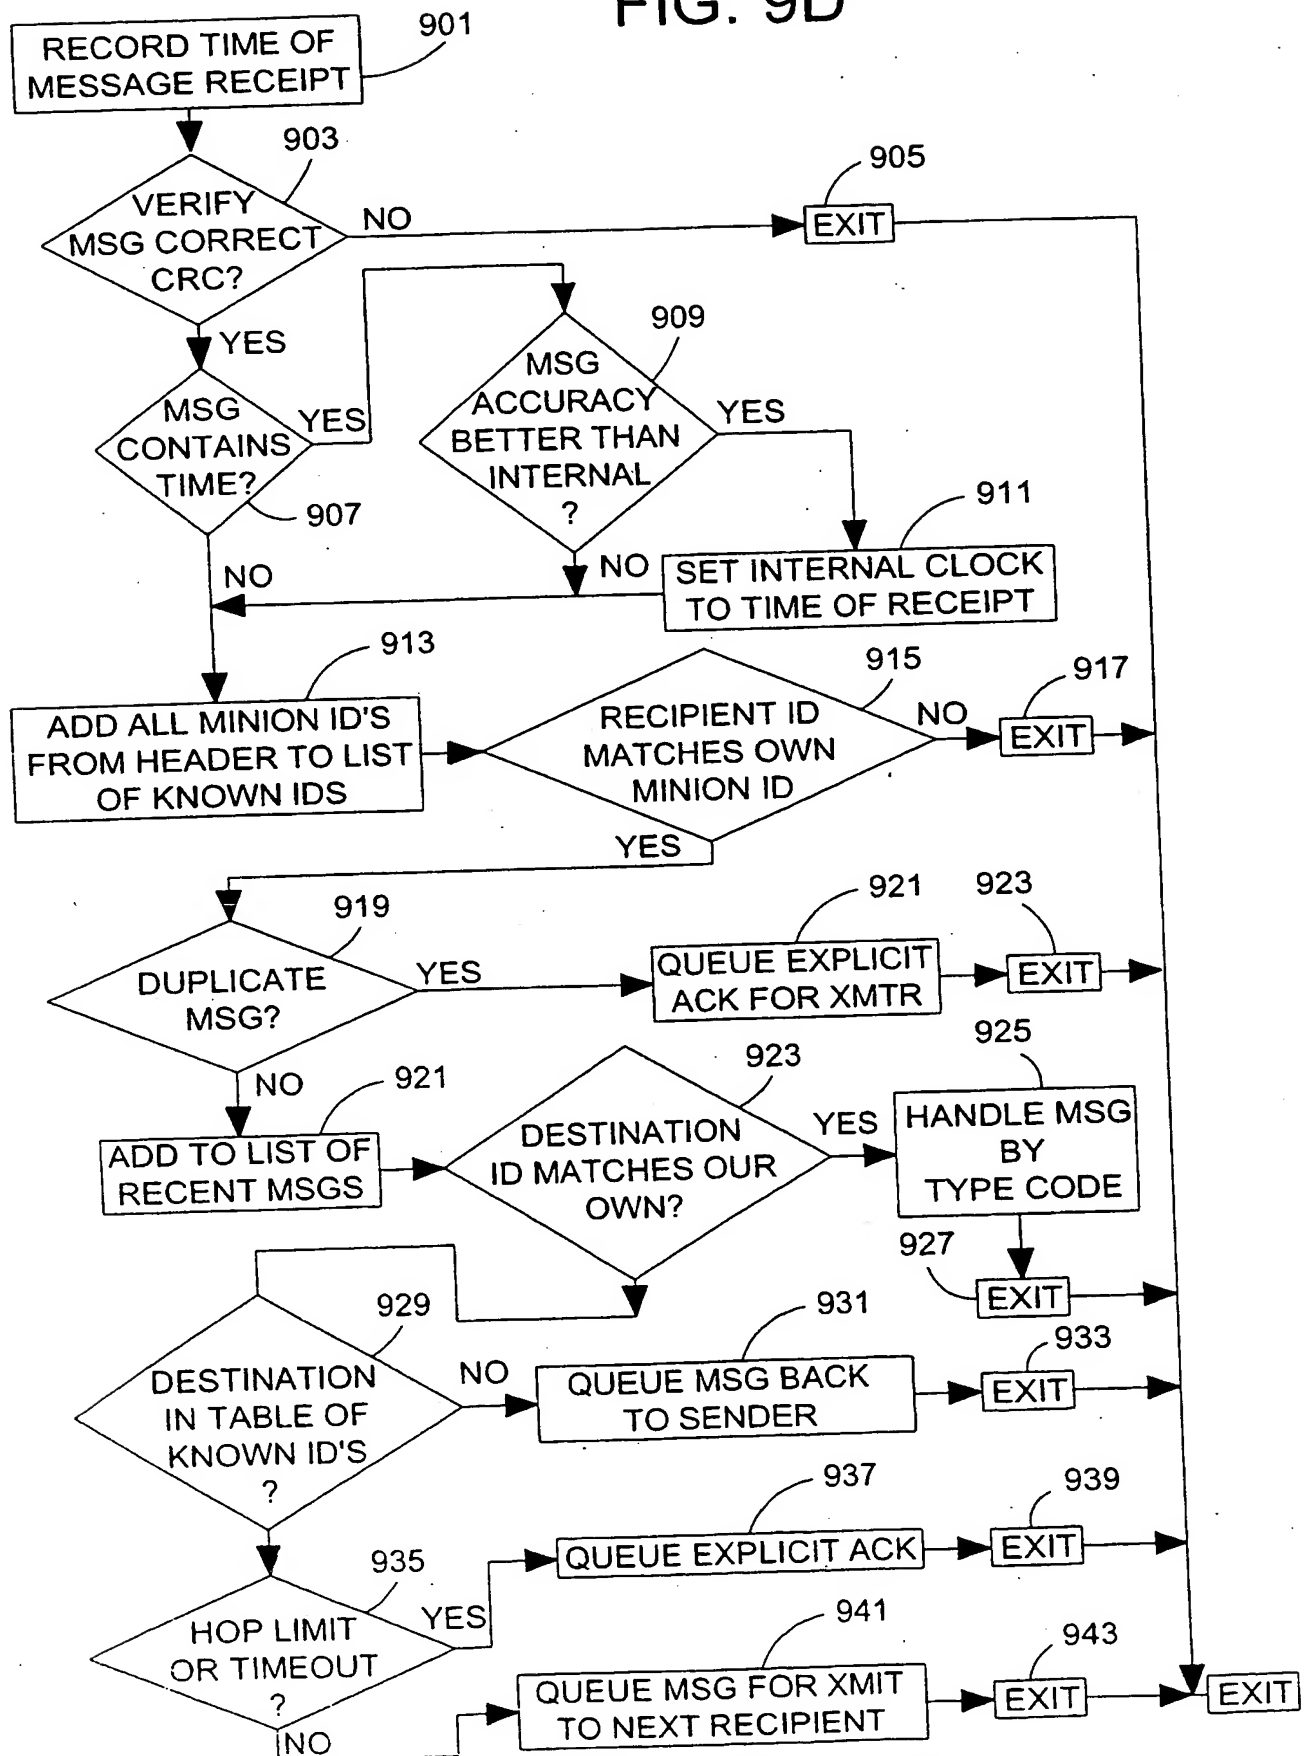 FIG. 9D
RECORD TIME OF
MESSAGE RECEIPT
901
903
VERIFY
MSG CORRECT
CRC?
NO
905
EXIT
YES
MSG
CONTAINS
TIME?
907
YES
909
MSG
ACCURACY
BETTER THAN
INTERNAL
?
YES
911
SET INTERNAL CLOCK
TO TIME OF RECEIPT
NO
NO
913
ADD ALL MINION ID'S
FROM HEADER TO LIST
OF KNOWN IDS
915
RECIPIENT ID
MATCHES OWN
MINION ID
NO
917
EXIT
YES
919
DUPLICATE
MSG?
YES
921
QUEUE EXPLICIT
ACK FOR XMTR
923
EXIT
NO
921
ADD TO LIST OF
RECENT MSGS
923
DESTINATION
ID MATCHES OUR
OWN?
YES
925
HANDLE MSG
BY
TYPE CODE
927
EXIT
929
DESTINATION
IN TABLE OF
KNOWN ID'S
?
NO
931
QUEUE MSG BACK
TO SENDER
933
EXIT
935
HOP LIMIT
OR TIMEOUT
?
YES
937
QUEUE EXPLICIT ACK
939
EXIT
NO
941
QUEUE MSG FOR XMIT
TO NEXT RECIPIENT
943
EXIT
EXIT